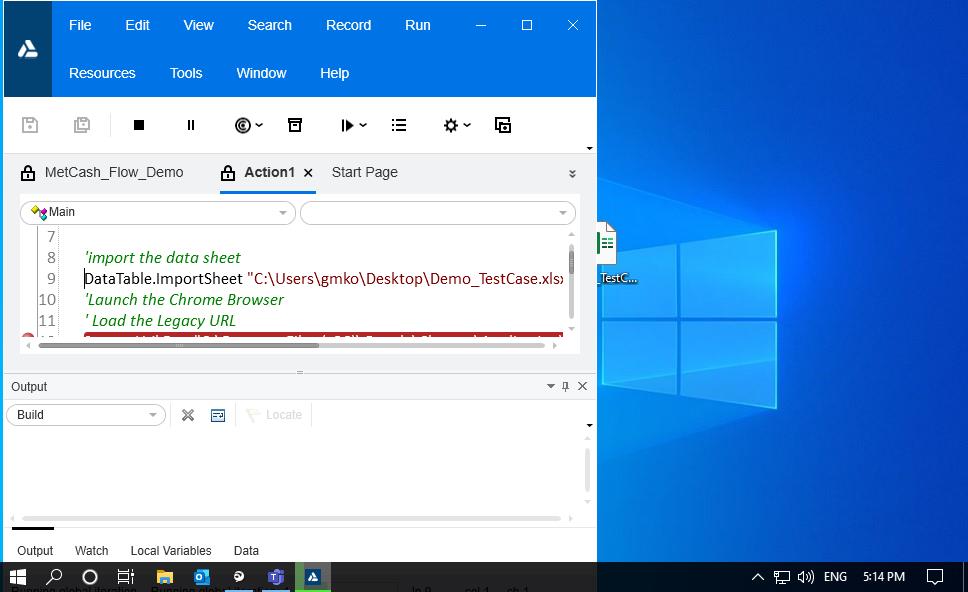 File Edit View Search Record Run
Resources Tools Window Help
MetCash_Flow_Demo Action1 Start Page
Main
7
8 'import the data sheet
9 DataTable.ImportSheet "C:\Users\gmko\Desktop\Demo_TestCase.xlsx
10 'Launch the Chrome Browser
11 ' Load the Legacy URL
_TestC...
Output
Build Locate
Output Watch Local Variables Data
ENG 5:14 PM